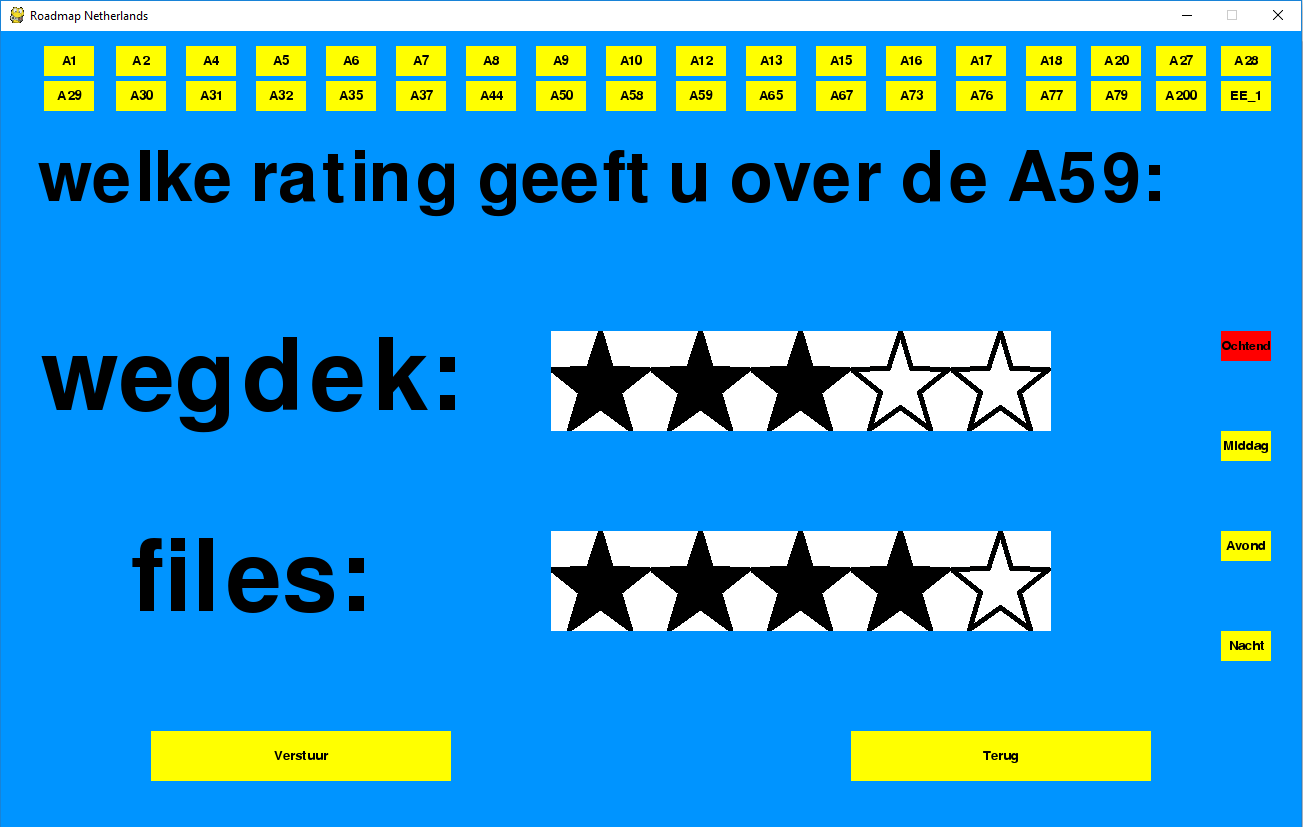 Roadmap Netherlands
A1 A2 A4 A5 A6 A7 A8 A9 A10 A12 A13 A15 A16 A17 A18 A20 A27 A28
A29 A30 A31 A32 A35 A37 A44 A50 A58 A59 A65 A67 A73 A76 A77 A79 A200 EE_1
welke rating geeft u over de A59:
wegdek:
Ochtend
Middag
files:
Avond
Nacht
Verstuur
Terug